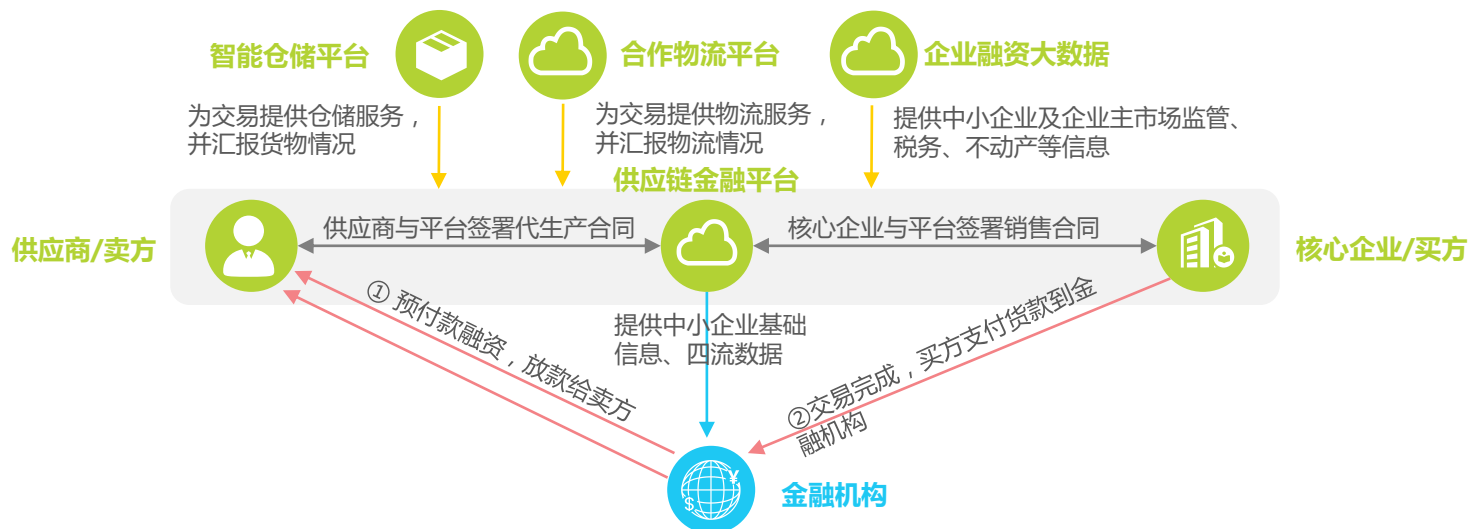 智能仓储平台
合作物流平台
企业融资大数据
为交易提供仓储服务，
并汇报货物情况
为交易提供物流服务，
并汇报物流情况
提供中小企业及企业主市场监管、
税务、不动产等信息
供应链金融平台
供应商/卖方
供应商与平台签署代生产合同
核心企业与平台签署销售合同
核心企业/买方
① 预付款融资，放款给卖方
提供中小企业基础
信息、四流数据
②交易完成，买方支付货款到金
融机构
¥
$
金融机构